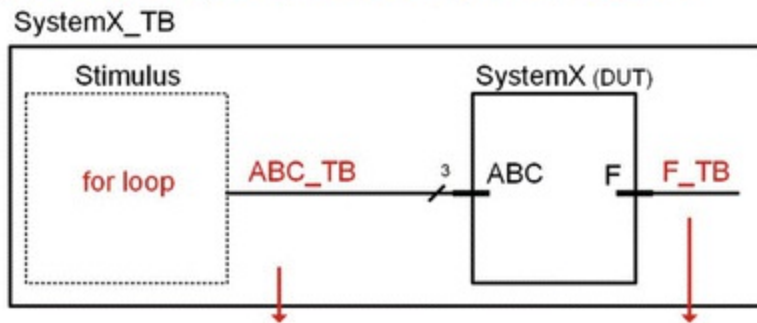 SystemX_TB
Stimulus
SystemX (DUT)
for loop
ABC_TB
3
ABC
F
F_TB